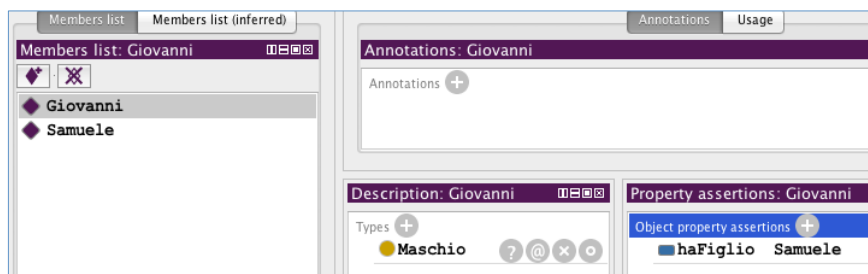 Members list Members list (inferred)
Annotations Usage
Members list: Giovanni
Annotations: Giovanni
Annotations
Giovanni
Samuele
Description: Giovanni
Property assertions: Giovanni
Types
Object property assertions
Maschio
haFiglio Samuele